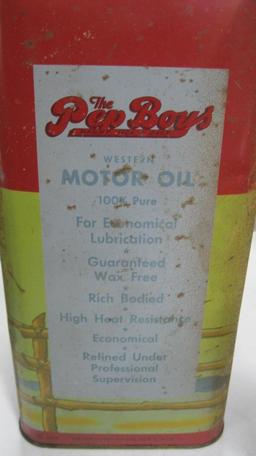 The
Pep Boys
WESTERN
MOTOR OIL
100% Pure
For Economical
Lubrication
Guaranteed
Wax Free
Rich Bodied
High Heat Resistance
Economical
Refined Under
Professional
Supervision